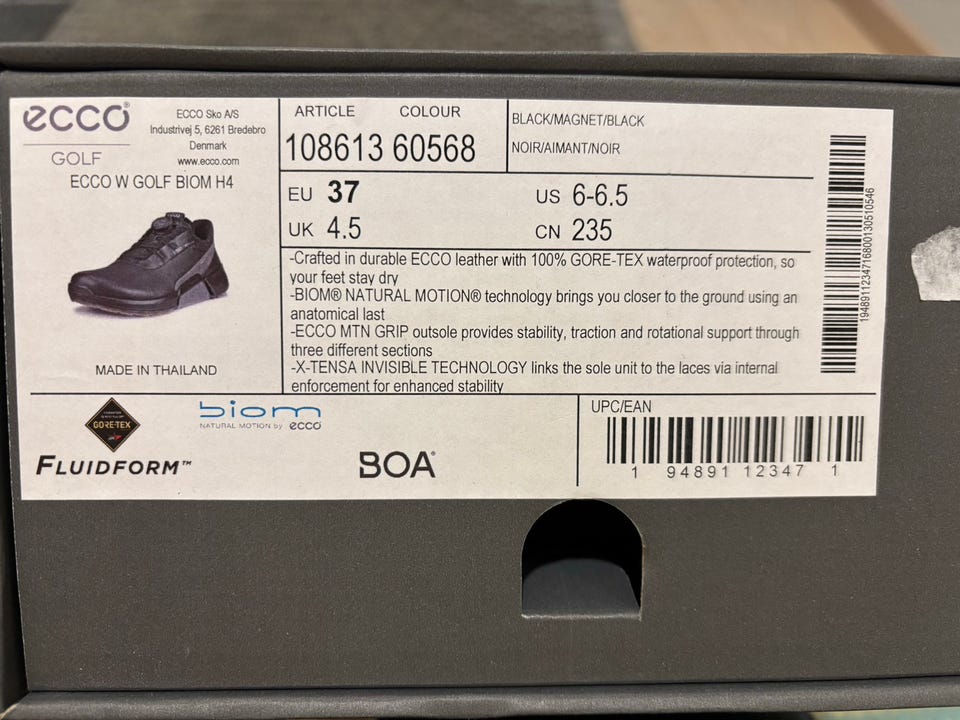 ecco®
GOLF
ECCO Sko A/S
Industrivej 5, 6261 Bredebro
Denmark
www.ecco.com
ECCO W GOLF BIOM H4
MADE IN THAILAND
ARTICLE COLOUR
108613 60568
BLACK/MAGNET/BLACK
NOIR/AIMANT/NOIR
EU 37
US 6-6.5
UK 4.5
CN 235
-Crafted in durable ECCO leather with 100% GORE-TEX waterproof protection, so
your feet stay dry
-BIOM® NATURAL MOTION® technology brings you closer to the ground using an
anatomical last
-ECCO MTN GRIP outsole provides stability, traction and rotational support through
three different sections
-X-TENSA INVISIBLE TECHNOLOGY links the sole unit to the laces via internal
enforcement for enhanced stability
19489112347168001305105​46
GORE-TEX
biom
NATURAL MOTION by ecco
FLUIDFORM™
BOA®
UPC/EAN
1 94891 12347 1